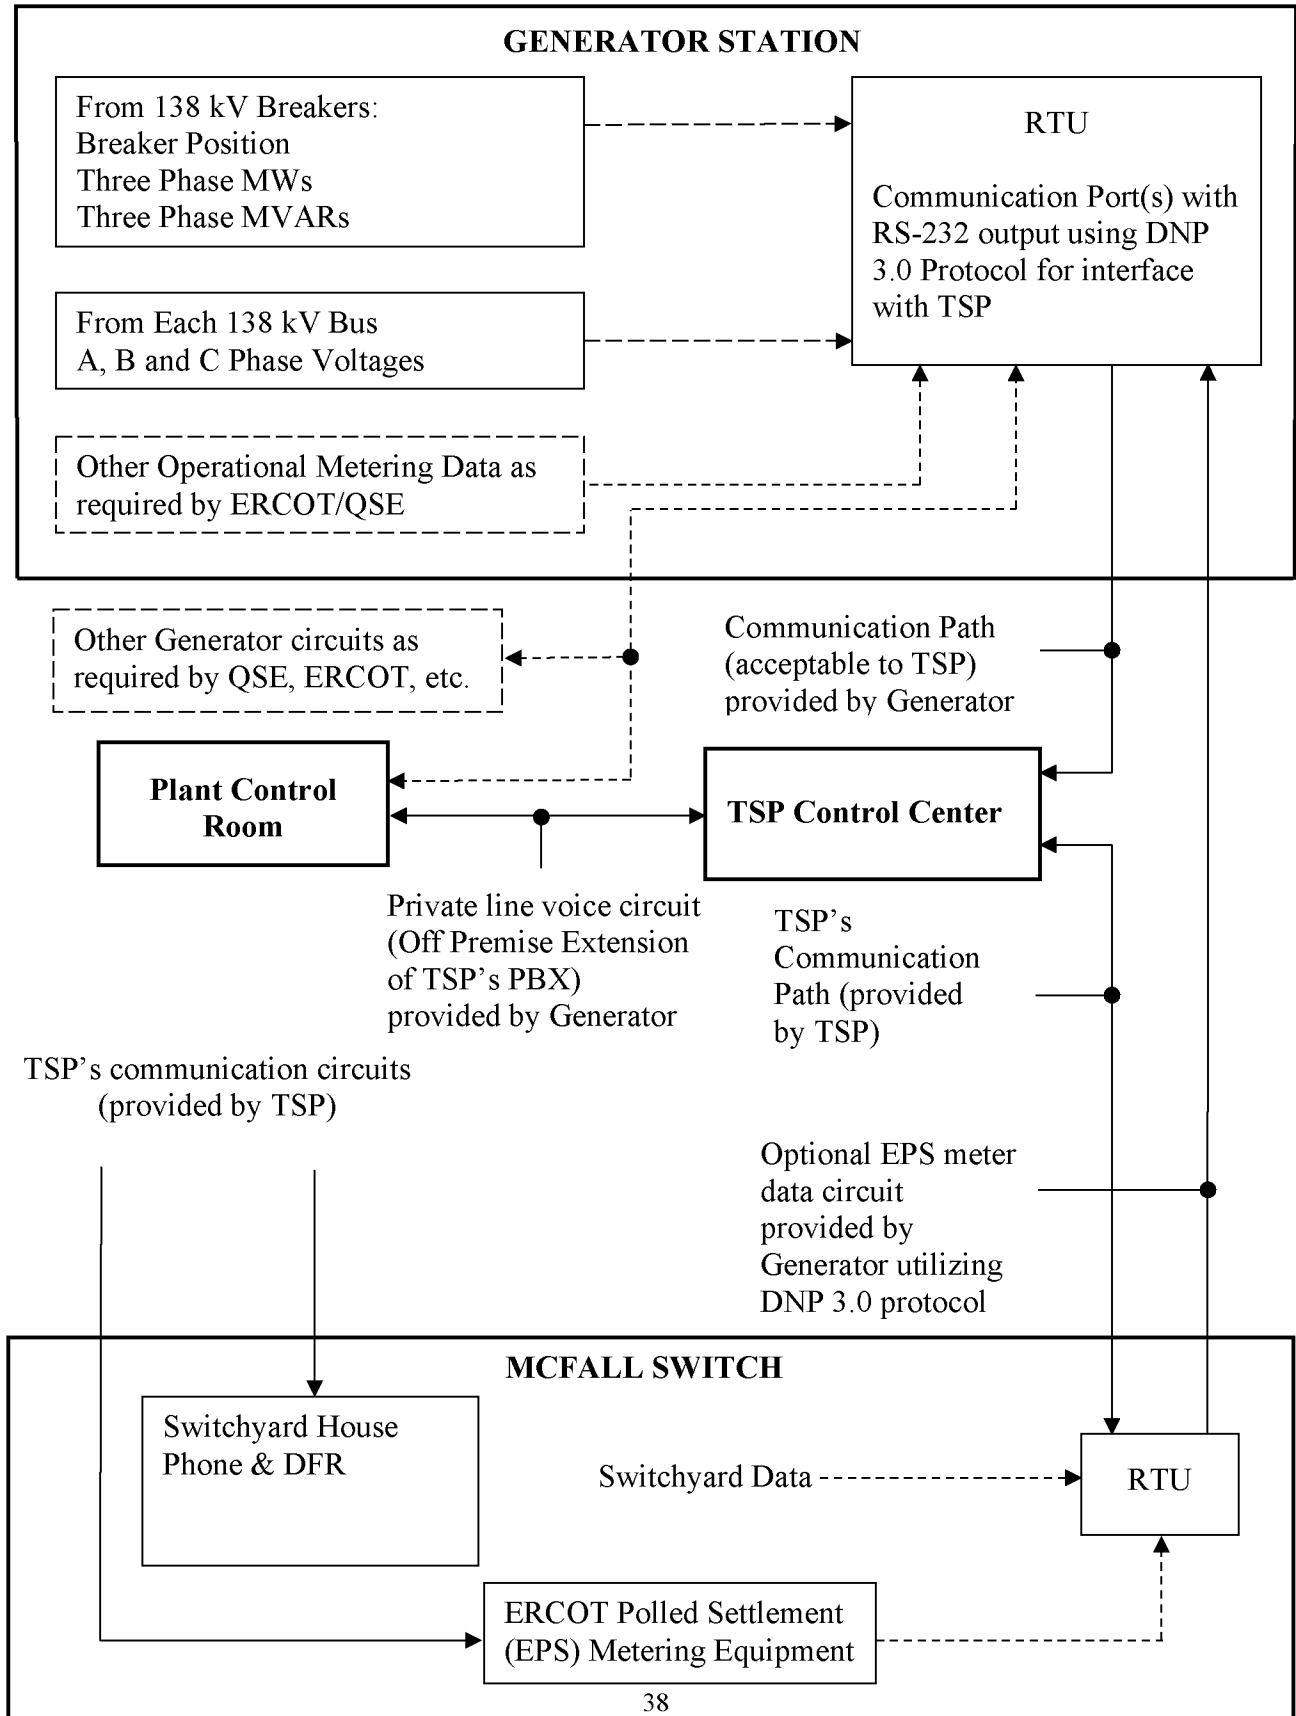 GENERATOR STATION
From 138 kV Breakers:
Breaker Position
Three Phase MWs
Three Phase MVARs
RTU
Communication Port(s) with
RS-232 output using DNP
3.0 Protocol for interface
with TSP
From Each 138 kV Bus
A, B and C Phase Voltages
Other Operational Metering Data as
required by ERCOT/QSE
Other Generator circuits as
required by QSE, ERCOT, etc.
Communication Path
(acceptable to TSP)
provided by Generator
Plant Control
Room
TSP Control Center
Private line voice circuit
(Off Premise Extension
of TSP's PBX)
provided by Generator
TSP's
Communication
Path (provided
by TSP)
TSP's communication circuits
(provided by TSP)
Optional EPS meter
data circuit
provided by
Generator utilizing
DNP 3.0 protocol
MCFALL SWITCH
Switchyard House
Phone & DFR
Switchyard Data
RTU
ERCOT Polled Settlement
(EPS) Metering Equipment
38